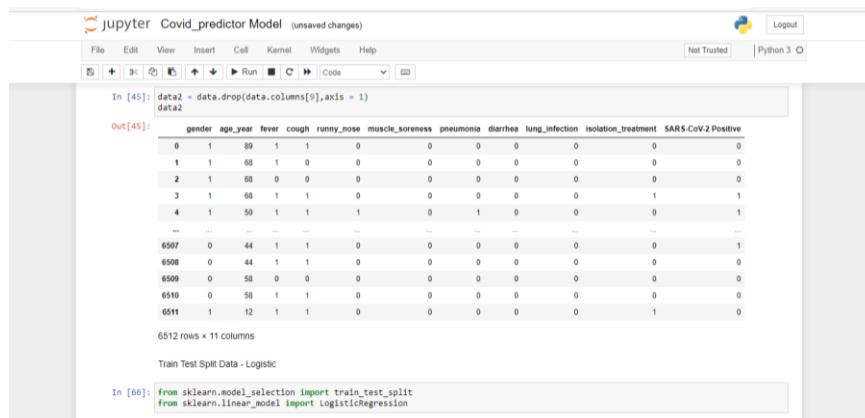 jupyter Covid_predictor Model (unsaved changes)
Logout
File Edit View Insert Cell Kernel Widgets Help
Not Trusted Python 3
Run Code
In [45]: data2 = data.drop(data.columns[9],axis = 1)
data2
Out[45]:
gender age_year fever cough runny_nose muscle_soreness pneumonia diarrhea lung_infection isolation_treatment SARS-CoV-2 Positive
0 1 89 1 1 0 0 0 0 0 0 0
1 1 68 1 0 0 0 0 0 0 0 0
2 1 68 0 0 0 0 0 0 0 0 0
3 1 68 1 1 0 0 0 0 0 1 1
4 1 50 1 1 1 0 1 0 0 0 1
... ... ... ... ... ... ... ... ... ... ... ...
6507 0 44 1 1 0 0 0 0 0 0 1
6508 0 44 1 1 0 0 0 0 0 0 0
6509 0 58 0 0 0 0 0 0 0 0 0
6510 0 58 1 1 0 0 0 0 0 0 0
6511 1 12 1 1 0 0 0 0 0 1 0
6512 rows × 11 columns
Train Test Split Data - Logistic
In [66]: from sklearn.model_selection import train_test_split
from sklearn.linear_model import LogisticRegression